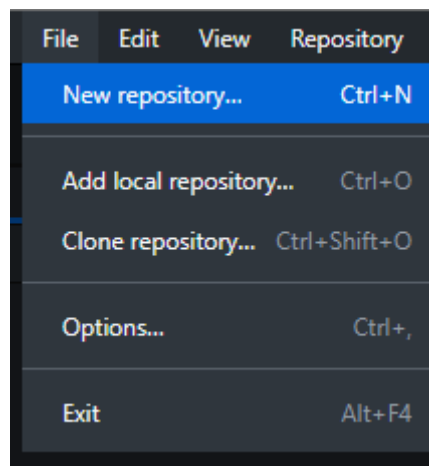 File Edit View Repository
New repository... Ctrl+N
Add local repository... Ctrl+O
Clone repository... Ctrl+Shift+O
Options... Ctrl+,
Exit Alt+F4